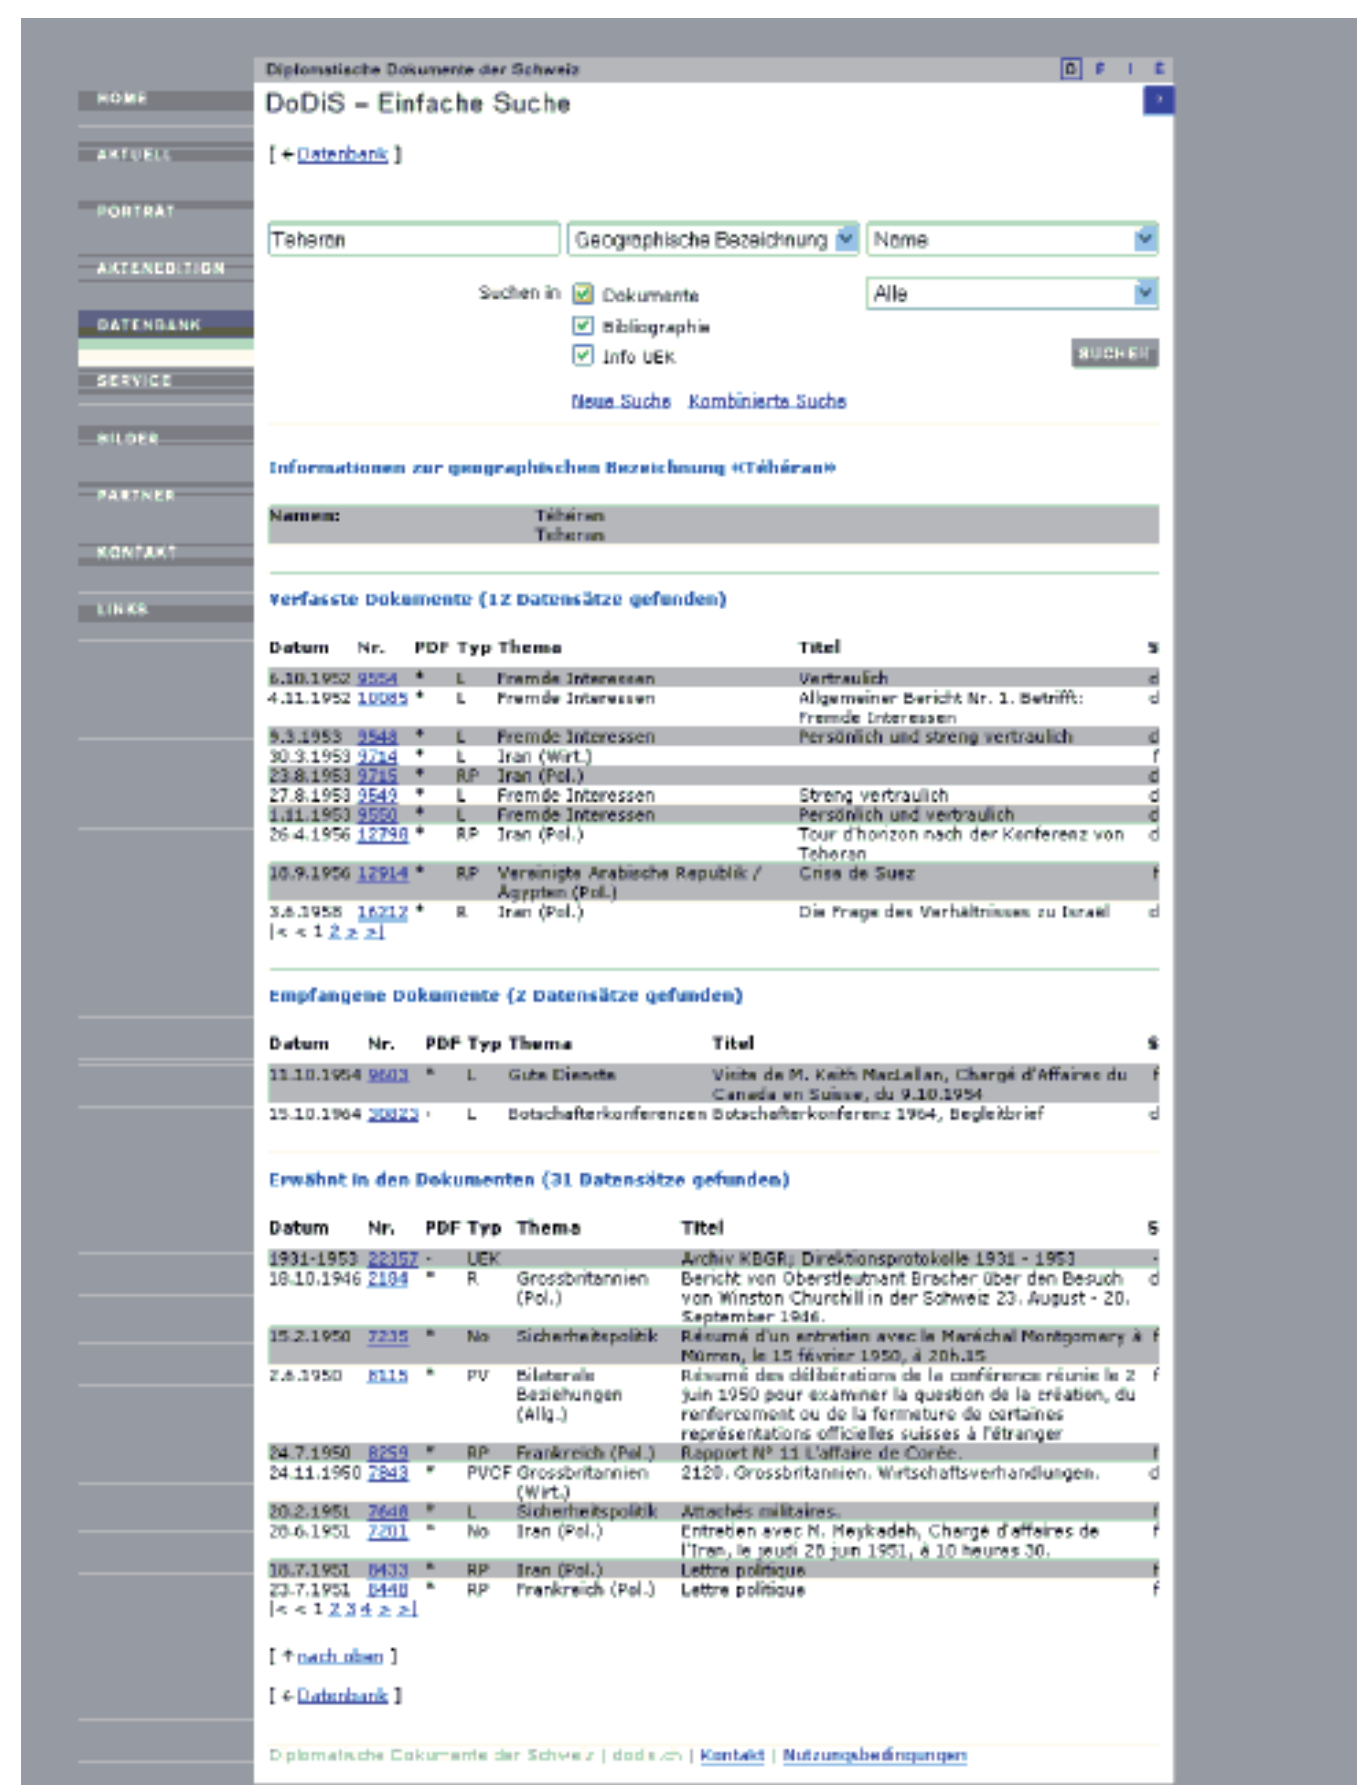 Diplomatische Dokumente der Schweiz D F I E
HOME
DoDiS – Einfache Suche ?
AKTUELL
[ ←Datenbank ]
PORTRÄT
Teheran Geographische Bezeichnung Name
AKTENEDITION
Suchen in Dokumente Alle
DATENBANK
Bibliographie
Info UEK SUCHEN
SERVICE
Neue Suche Kombinierte Suche
BILDER
Informationen zur geographischen Bezeichnung «Téhéran»
PARTNER
Namen: Téhéran
Teheran
KONTAKT
Verfasste Dokumente (12 Datensätze gefunden)
LINKS
Datum Nr. PDF Typ Thema Titel S
6.10.1952 9554 * L Fremde Interessen Vertraulich d
4.11.1952 10085 * L Fremde Interessen Allgemeiner Bericht Nr. 1. Betrifft: d
Fremde Interessen
9.3.1953 9548 * L Fremde Interessen Persönlich und streng vertraulich d
30.3.1953 9714 * L Iran (Wirt.) f
23.8.1953 9715 * RP Iran (Pol.) d
27.8.1953 9549 * L Fremde Interessen Streng vertraulich d
1.11.1953 9550 * L Fremde Interessen Persönlich und vertraulich d
26.4.1956 12798 * RP Iran (Pol.) Tour d'horizon nach der Konferenz von d
Teheran
18.9.1956 12914 * RP Vereinigte Arabische Republik / Crise de Suez f
Ägypten (Pol.)
3.6.1958 16212 * R Iran (Pol.) Die Frage des Verhältnisses zu Israël d
|< < 1 2 > >|
Empfangene Dokumente (2 Datensätze gefunden)
Datum Nr. PDF Typ Thema Titel S
11.10.1954 9603 * L Gute Dienste Visite de M. Keith MacLellan, Chargé d'Affaires du f
Canada en Suisse, du 9.10.1954
15.10.1964 30823 - L Botschafterkonferenzen Botschafterkonferenz 1964, Begleitbrief d
Erwähnt in den Dokumenten (31 Datensätze gefunden)
Datum Nr. PDF Typ Thema Titel S
1931-1953 22357 - UEK Archiv KBGR; Direktionsprotokolle 1931 - 1953 -
18.10.1946 2184 * R Grossbritannien Bericht von Oberstleutnant Bracher über den Besuch d
(Pol.) von Winston Churchill in der Schweiz 23. August - 20.
September 1946.
15.2.1950 7235 * No Sicherheitspolitik Résumé d'un entretien avec le Maréchal Montgomery à f
Mürren, le 15 février 1950, à 20h.15
2.6.1950 8115 * PV Bilaterale Résumé des délibérations de la conférence réunie le 2 f
Beziehungen juin 1950 pour examiner la question de la création, du
(Allg.) renforcement ou de la fermeture de certaines
représentations officielles suisses à l'étranger
24.7.1950 8259 * RP Frankreich (Pol.) Rapport N° 11 L'affaire de Corée. f
24.11.1950 7843 * PVCF Grossbritannien 2120. Grossbritannien. Wirtschaftsverhandlungen. d
(Wirt.)
20.2.1951 7648 * L Sicherheitspolitik Attachés militaires. f
28.6.1951 7201 * No Iran (Pol.) Entretien avec M. Meykadeh, Chargé d'affaires de f
l'Iran, le jeudi 28 juin 1951, à 10 heures 30.
18.7.1951 8433 * RP Iran (Pol.) Lettre politique f
23.7.1951 8448 * RP Frankreich (Pol.) Lettre politique f
|< < 1 2 3 4 > >|
[ ↑nach oben ]
[ ←Datenbank ]
Diplomatische Dokumente der Schweiz | dodis.ch | Kontakt | Nutzungsbedingungen